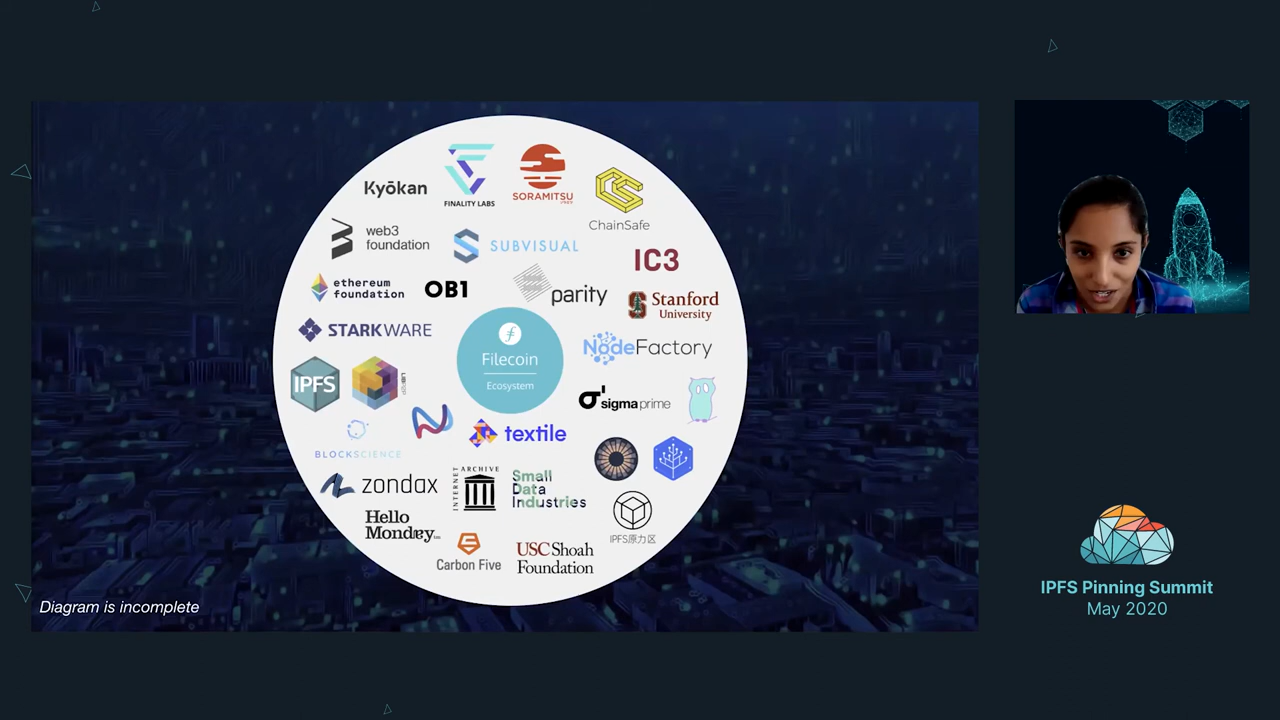 Kyōkan
FINALITY LABS
SORAMITSU
ChainSafe
web3
foundation
SUBVISUAL
IC3
ethereum
foundation
OB1
parity
Stanford
University
STARKWARE
Filecoin
Ecosystem
NodeFactory
IPFS
sigma prime
textile
BLOCKSCIENCE
zondax
INTERNET
ARCHIVE
Small
Data
Industries
Hello
Monday
IPFS原力区
Carbon Five
USC Shoah
Foundation
Diagram is incomplete
IPFS Pinning Summit
May 2020